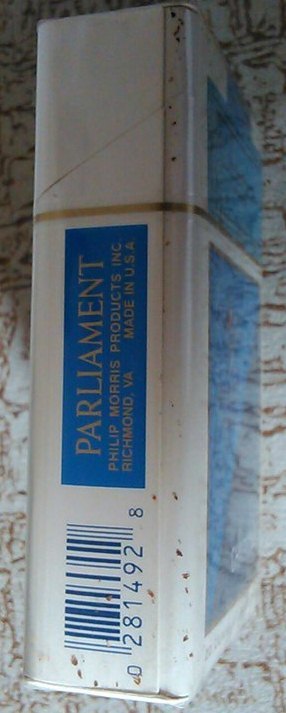 PARLIAMENT
PHILIP MORRIS PRODUCTS INC.
RICHMOND, VA MADE IN U.S.A
0 281492 8